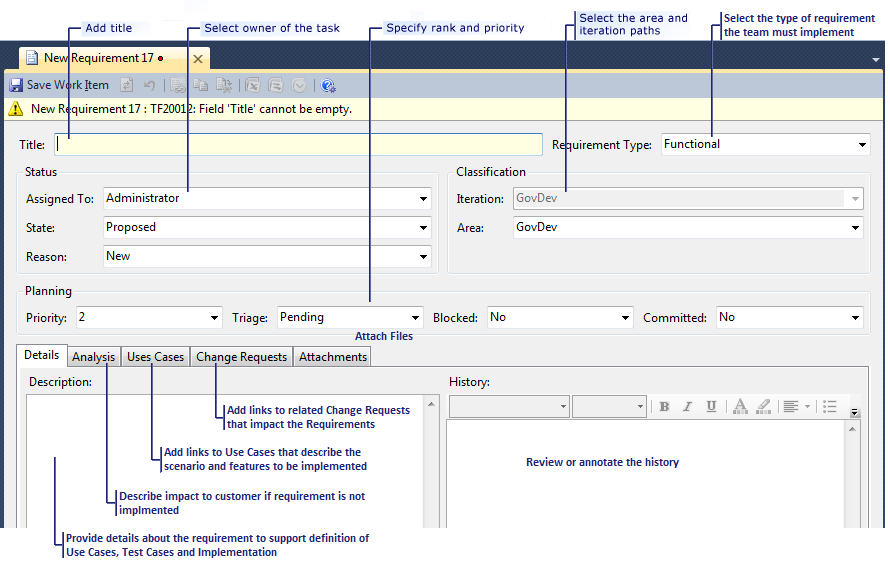 Add title
Select owner of the task
Specify rank and priority
Select the area and
iteration paths
Select the type of requirement
the team must implement
New Requirement 17
Save Work Item
New Requirement 17 : TF20012: Field 'Title' cannot be empty.
Title:
Requirement Type: Functional
Status
Classification
Assigned To: Administrator
Iteration: GovDev
State: Proposed
Area: GovDev
Reason: New
Planning
Priority: 2
Triage: Pending
Blocked: No
Committed: No
Attach Files
Details
Analysis
Uses Cases
Change Requests
Attachments
Description:
History:
B I U A
Add links to related Change Requests
that impact the Requirements
Add links to Use Cases that describe the
scenario and features to be implemented
Review or annotate the history
Describe impact to customer if requirement is not
implmented
Provide details about the requirement to support definition of
Use Cases, Test Cases and Implementation